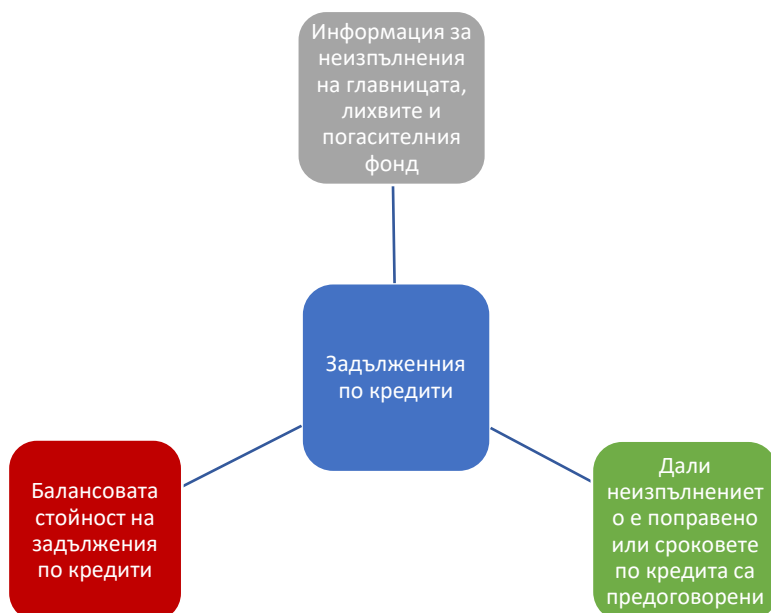 Информация за
неизпълнения
на главницата,
лихвите и
погасителния
фонд
Задълженния
по кредити
Балансовата
стойност на
задължения
по кредити
Дали
неизпълнениет
о е поправено
или сроковете
по кредита са
предоговорени